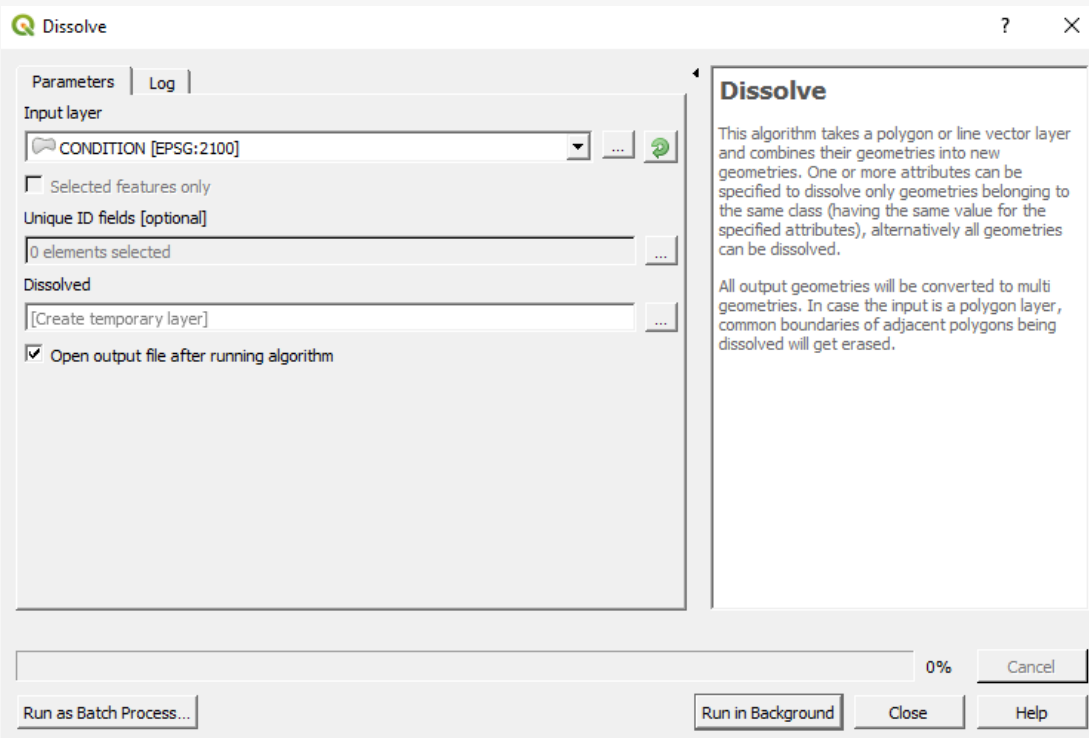 Dissolve
?
Parameters
Log
Input layer
CONDITION [EPSG:2100]
...
Selected features only
Unique ID fields [optional]
0 elements selected
...
Dissolved
[Create temporary layer]
...
Open output file after running algorithm
Dissolve
This algorithm takes a polygon or line vector layer
and combines their geometries into new
geometries. One or more attributes can be
specified to dissolve only geometries belonging to
the same class (having the same value for the
specified attributes), alternatively all geometries
can be dissolved.
All output geometries will be converted to multi
geometries. In case the input is a polygon layer,
common boundaries of adjacent polygons being
dissolved will get erased.
0%
Cancel
Run as Batch Process...
Run in Background
Close
Help